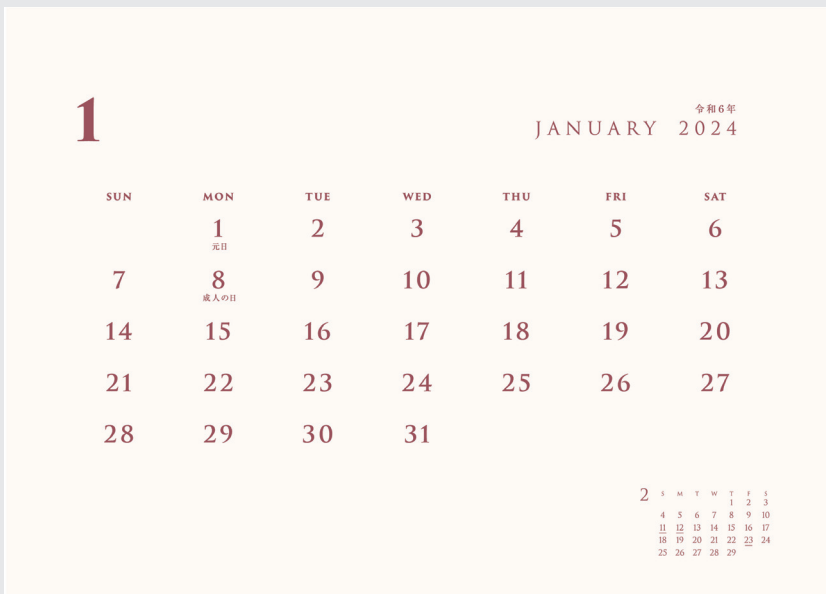 1
令和6年
JANUARY 2024
SUN MON TUE WED THU FRI SAT
1 2 3 4 5 6
元日
7 8 9 10 11 12 13
成人の日
14 15 16 17 18 19 20
21 22 23 24 25 26 27
28 29 30 31
2 S M T W T F S
1 2 3
4 5 6 7 8 9 10
11 12 13 14 15 16 17
18 19 20 21 22 23 24
25 26 27 28 29